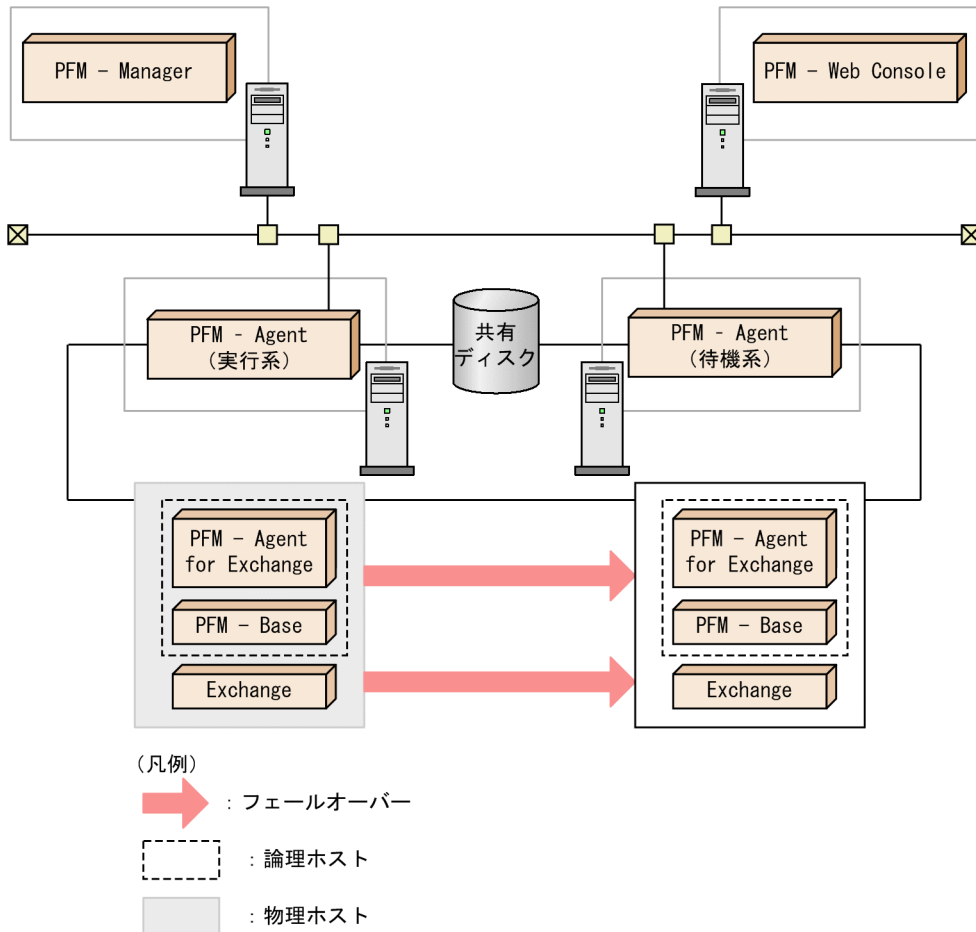 PFM － Manager
PFM － Web Console
PFM － Agent
（実行系）
共有
ディスク
PFM － Agent
（待機系）
PFM － Agent
for Exchange
PFM － Base
Exchange
PFM － Agent
for Exchange
PFM － Base
Exchange
（凡例）
：フェールオーバー
：論理ホスト
：物理ホスト